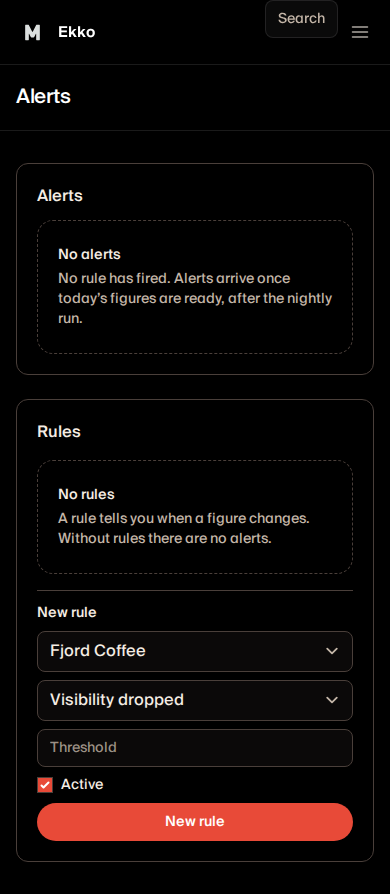 Search
M Ekko
Alerts
Alerts
No alerts
No rule has fired. Alerts arrive once
today's figures are ready, after the nightly
run.
Rules
No rules
A rule tells you when a figure changes.
Without rules there are no alerts.
New rule
Fjord Coffee
Visibility dropped
Threshold
Active
New rule